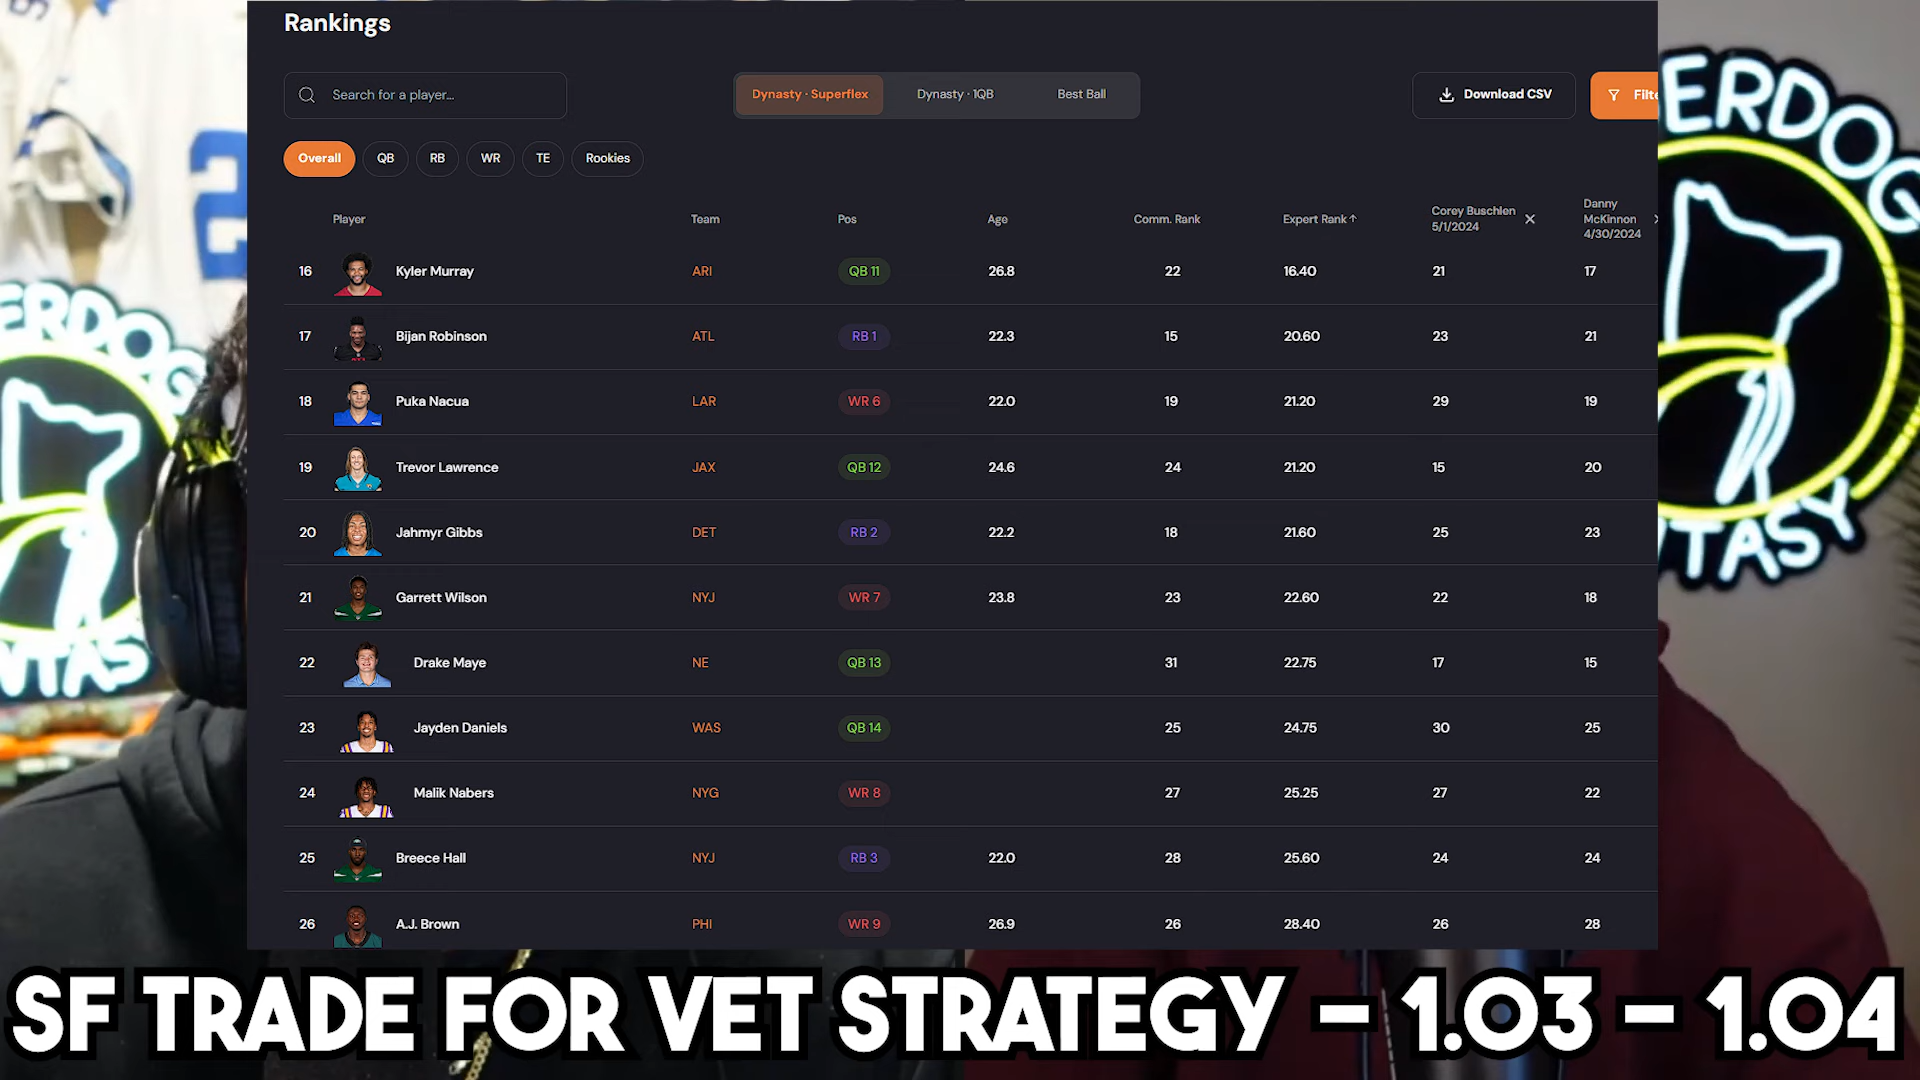 Rankings
Search for a player...
Dynasty · Superflex
Dynasty · 1QB
Best Ball
Download CSV
Filte
Overall
QB
RB
WR
TE
Rookies
Player Team Pos Age Comm. Rank Expert Rank ↑ Corey Buschlen 5/1/2024 Danny McKinnon 4/30/2024
16 Kyler Murray ARI QB 11 26.8 22 16.40 21 17
17 Bijan Robinson ATL RB 1 22.3 15 20.60 23 21
18 Puka Nacua LAR WR 6 22.0 19 21.20 29 19
19 Trevor Lawrence JAX QB 12 24.6 24 21.20 15 20
20 Jahmyr Gibbs DET RB 2 22.2 18 21.60 25 23
21 Garrett Wilson NYJ WR 7 23.8 23 22.60 22 18
22 Drake Maye NE QB 13 31 22.75 17 15
23 Jayden Daniels WAS QB 14 25 24.75 30 25
24 Malik Nabers NYG WR 8 27 25.25 27 22
25 Breece Hall NYJ RB 3 22.0 28 25.60 24 24
26 A.J. Brown PHI WR 9 26.9 26 28.40 26 28
ERDOG
NTAS
ERDOG
NTASY
SF TRADE FOR VET STRATEGY – 1.03 – 1.04